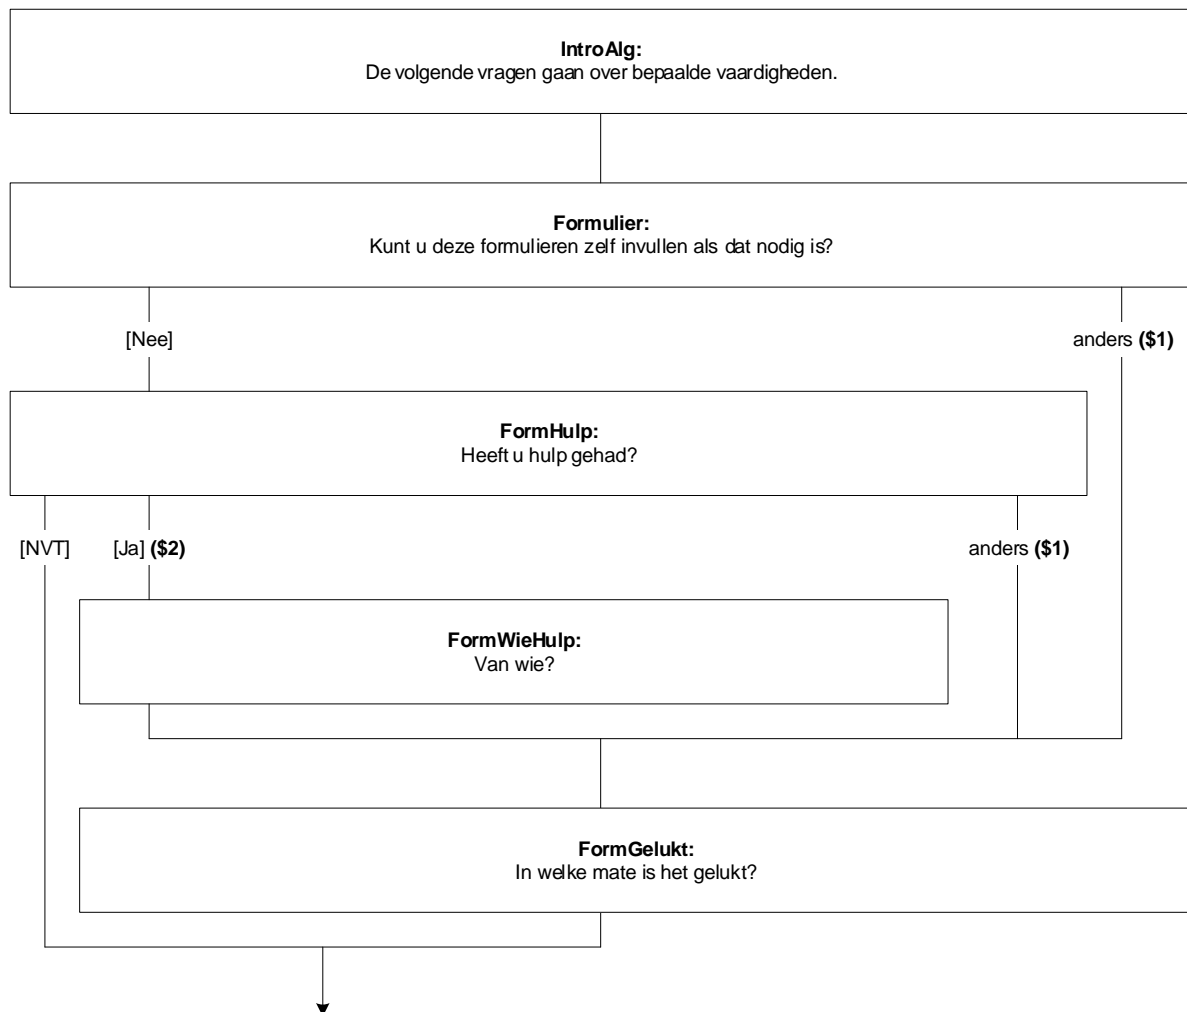 IntroAlg:
De volgende vragen gaan over bepaalde vaardigheden.
Formulier:
Kunt u deze formulieren zelf invullen als dat nodig is?
[Nee]
anders ($1)
FormHulp:
Heeft u hulp gehad?
[NVT]
[Ja] ($2)
anders ($1)
FormWieHulp:
Van wie?
FormGelukt:
In welke mate is het gelukt?